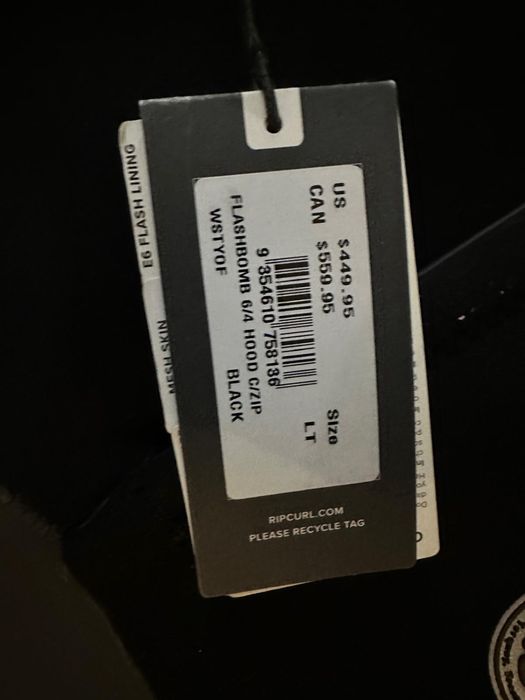 E6 FLASH LINING
MESH SKIN
US $449.95
CAN $559.95
Size
LT
9 354610 758136
FLASHBOMB 6/4 HOOD C/ZIP
WSTYOF
BLACK
RIPCURL.COM
PLEASE RECYCLE TAG